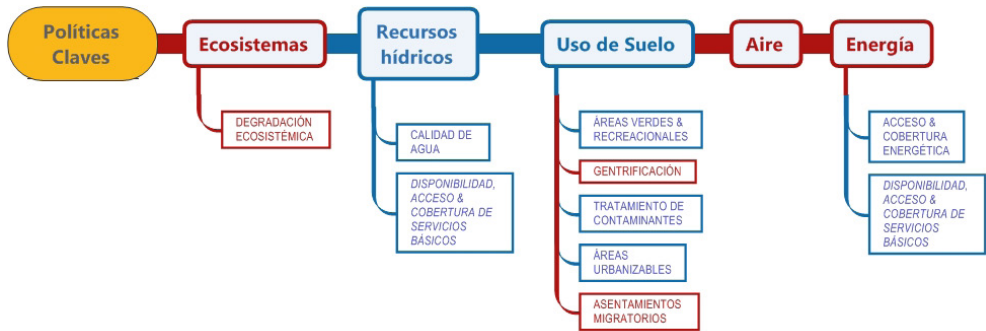 Políticas
Claves
Ecosistemas
Recursos
hídricos
Uso de Suelo
Aire
Energía
DEGRADACIÓN
ECOSISTÉMICA
CALIDAD DE
AGUA
DISPONIBILIDAD,
ACCESO &
COBERTURA DE
SERVICIOS
BÁSICOS
ÁREAS VERDES &
RECREACIONALES
GENTRIFICACIÓN
TRATAMIENTO DE
CONTAMINANTES
ÁREAS
URBANIZABLES
ASENTAMIENTOS
MIGRATORIOS
ACCESO &
COBERTURA
ENERGÉTICA
DISPONIBILIDAD,
ACCESO &
COBERTURA DE
SERVICIOS
BÁSICOS